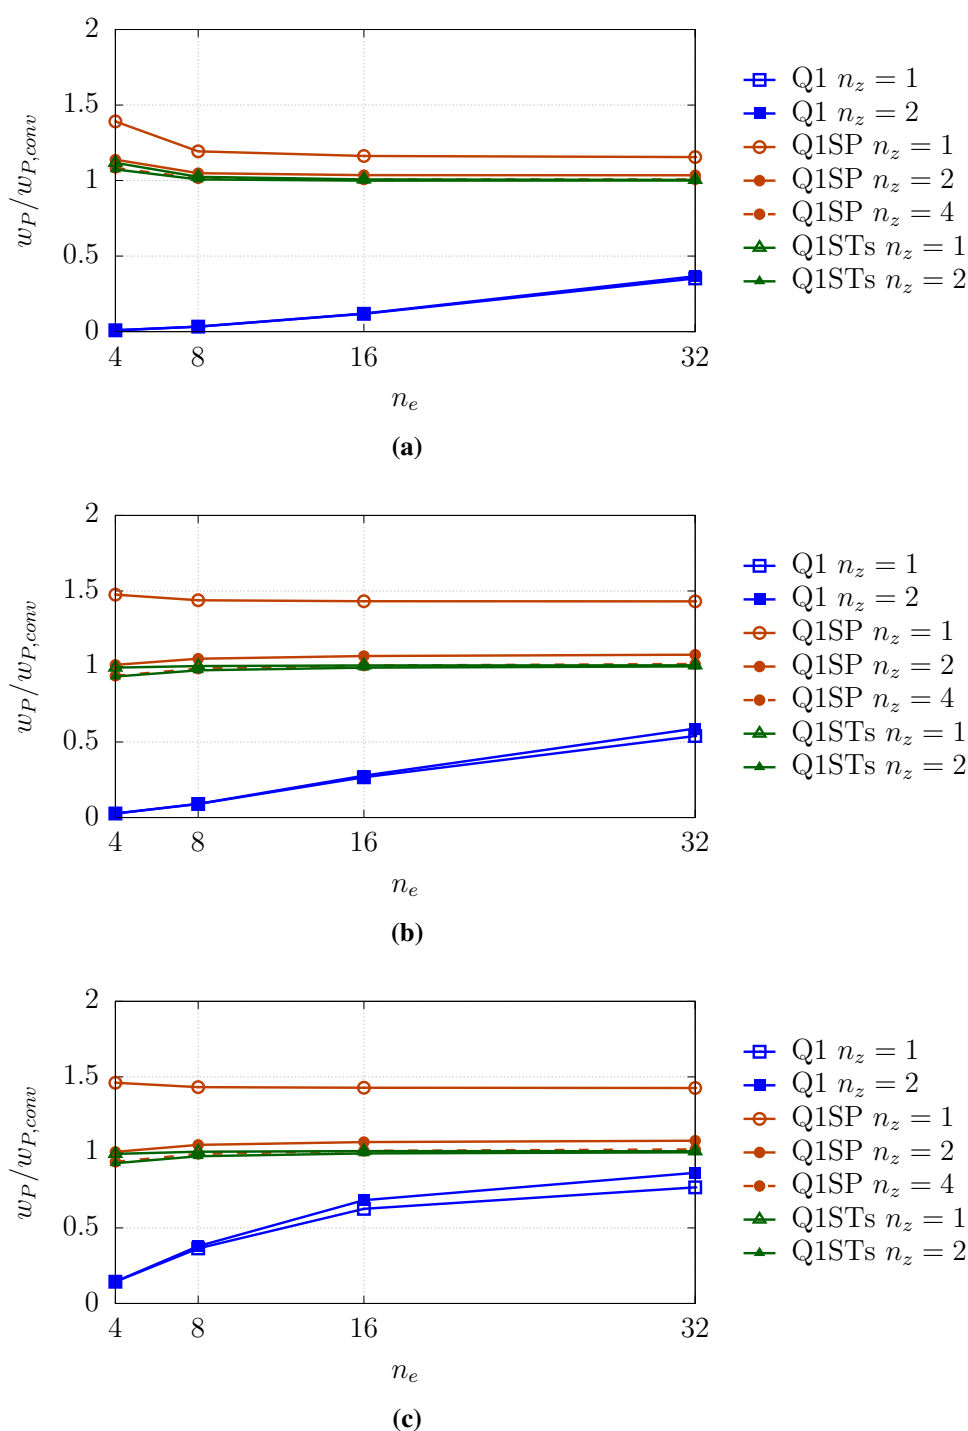 2
1.5
1
0.5
0
w_P/w_{P,conv}
4 8 16 32
n_e
Q1 n_z = 1
Q1 n_z = 2
Q1SP n_z = 1
Q1SP n_z = 2
Q1SP n_z = 4
Q1STs n_z = 1
Q1STs n_z = 2
(a)
2
1.5
1
0.5
0
w_P/w_{P,conv}
4 8 16 32
n_e
Q1 n_z = 1
Q1 n_z = 2
Q1SP n_z = 1
Q1SP n_z = 2
Q1SP n_z = 4
Q1STs n_z = 1
Q1STs n_z = 2
(b)
2
1.5
1
0.5
0
w_P/w_{P,conv}
4 8 16 32
n_e
Q1 n_z = 1
Q1 n_z = 2
Q1SP n_z = 1
Q1SP n_z = 2
Q1SP n_z = 4
Q1STs n_z = 1
Q1STs n_z = 2
(c)